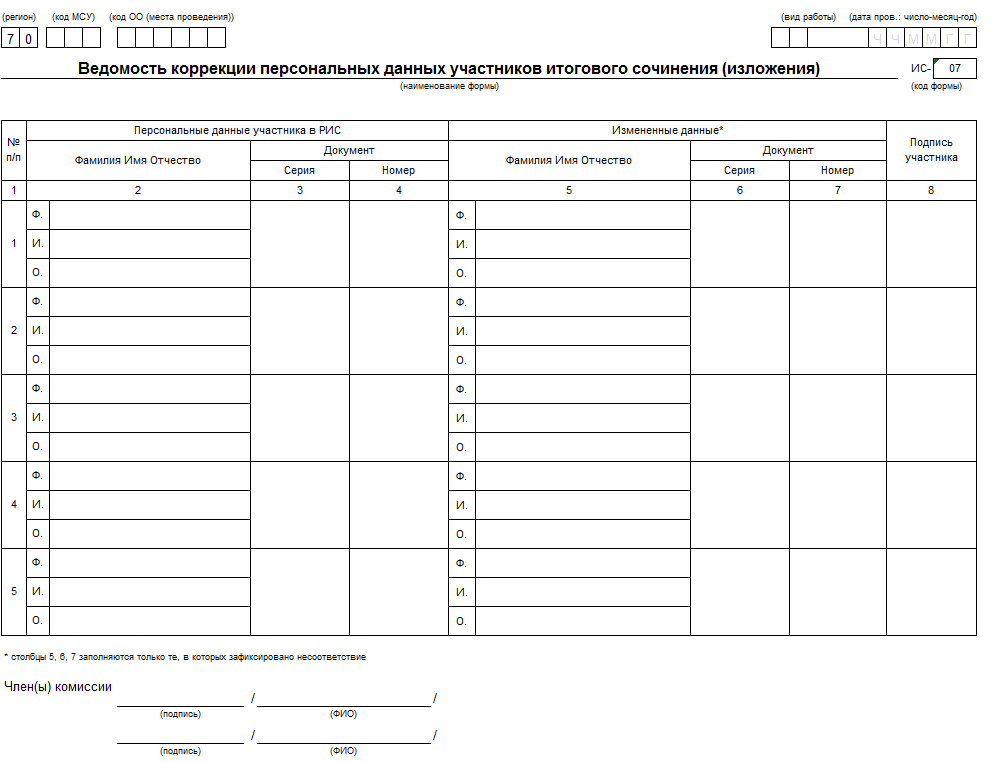 (регион) (код МСУ) (код ОО (места проведения)) (вид работы) (дата пров.: число-месяц-год)
7 0 Ч Ч М М Г Г
Ведомость коррекции персональных данных участников итогового сочинения (изложения) ИС- 07
(наименование формы) (код формы)
№ п/п Персональные данные участника в РИС Измененные данные* Подпись участника
Фамилия Имя Отчество Документ Фамилия Имя Отчество Документ
Серия Номер Серия Номер
1 2 3 4 5 6 7 8
Ф. Ф.
1 И. И.
О. О.
Ф. Ф.
2 И. И.
О. О.
Ф. Ф.
3 И. И.
О. О.
Ф. Ф.
4 И. И.
О. О.
Ф. Ф.
5 И. И.
О. О.
* столбцы 5, 6, 7 заполняются только те, в которых зафиксировано несоответствие
Член(ы) комиссии
/ /
(подпись) (ФИО)
/ /
(подпись) (ФИО)